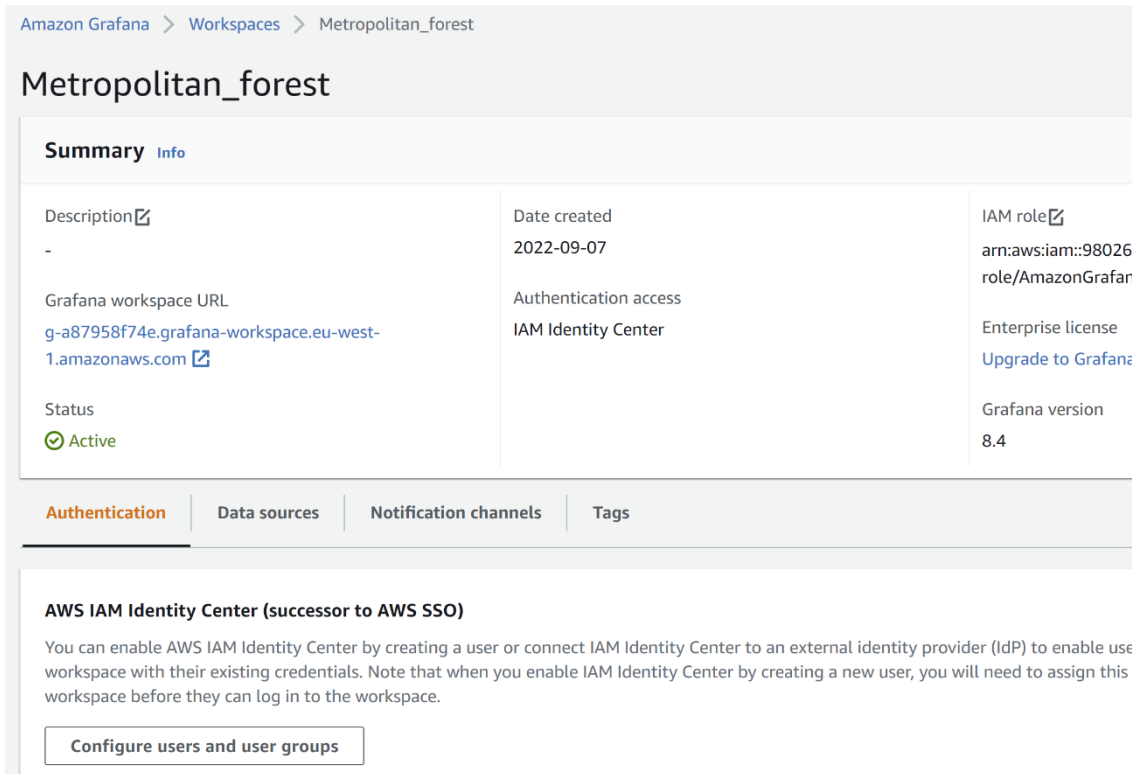 Amazon Grafana > Workspaces > Metropolitan_forest
Metropolitan_forest
Summary Info
Description
-
Grafana workspace URL
g-a87958f74e.grafana-workspace.eu-west-
1.amazonaws.com
Status
Active
Date created
2022-09-07
Authentication access
IAM Identity Center
IAM role
arn:aws:iam::98026
role/AmazonGrafan
Enterprise license
Upgrade to Grafana
Grafana version
8.4
Authentication Data sources Notification channels Tags
AWS IAM Identity Center (successor to AWS SSO)
You can enable AWS IAM Identity Center by creating a user or connect IAM Identity Center to an external identity provider (IdP) to enable use
workspace with their existing credentials. Note that when you enable IAM Identity Center by creating a new user, you will need to assign this
workspace before they can log in to the workspace.
Configure users and user groups